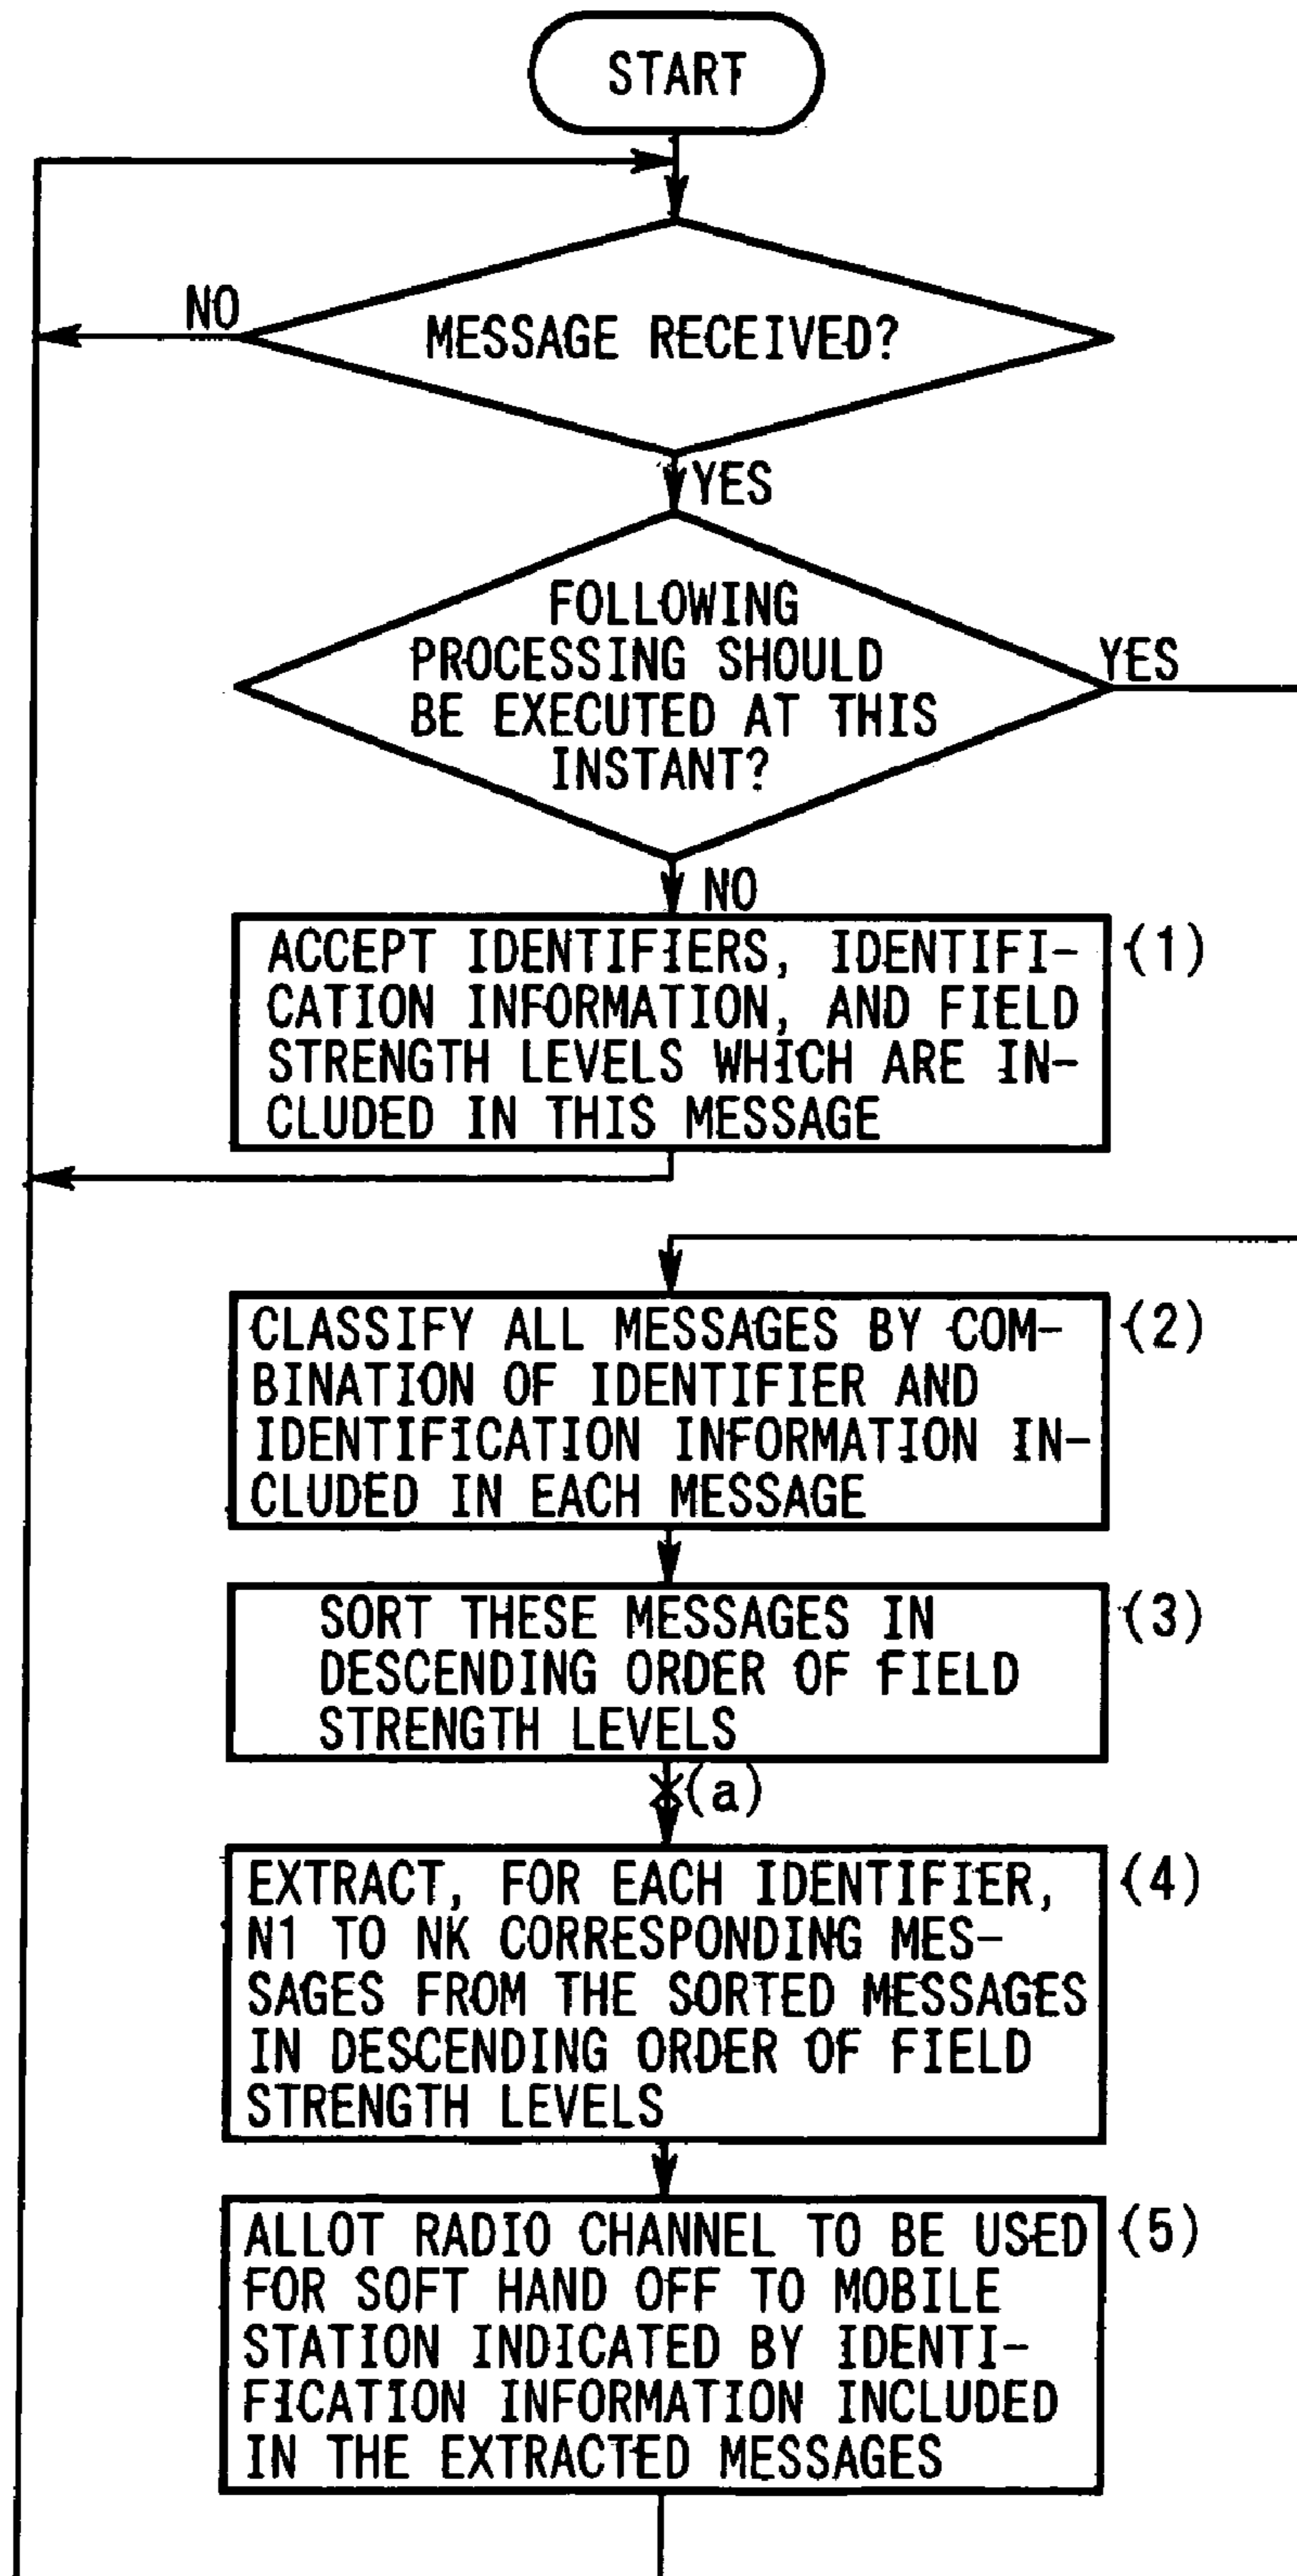 START
NO
MESSAGE RECEIVED?
YES
FOLLOWING
PROCESSING SHOULD
BE EXECUTED AT THIS
INSTANT?
YES
NO
ACCEPT IDENTIFIERS, IDENTIFI-
CATION INFORMATION, AND FIELD
STRENGTH LEVELS WHICH ARE IN-
CLUDED IN THIS MESSAGE
(1)
CLASSIFY ALL MESSAGES BY COM-
BINATION OF IDENTIFIER AND
IDENTIFICATION INFORMATION IN-
CLUDED IN EACH MESSAGE
(2)
SORT THESE MESSAGES IN
DESCENDING ORDER OF FIELD
STRENGTH LEVELS
(3)
(a)
EXTRACT, FOR EACH IDENTIFIER,
N1 TO NK CORRESPONDING MES-
SAGES FROM THE SORTED MESSAGES
IN DESCENDING ORDER OF FIELD
STRENGTH LEVELS
(4)
ALLOT RADIO CHANNEL TO BE USED
FOR SOFT HAND OFF TO MOBILE
STATION INDICATED BY IDENTI-
FICATION INFORMATION INCLUDED
IN THE EXTRACTED MESSAGES
(5)